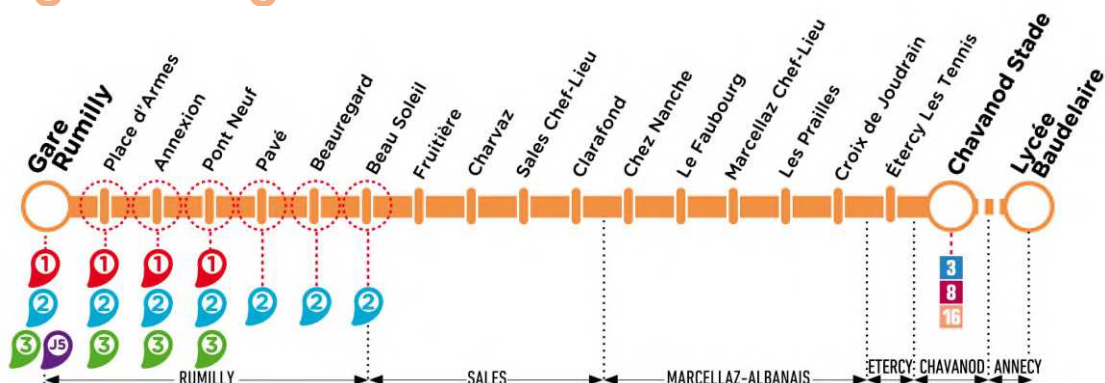 Gare
Rumilly
Place d'Armes
Annexion
Pont Neuf
Pavé
Beauregard
Beau Soleil
Fruitière
Charvaz
Sales Chef-Lieu
Clarafond
Chez Nanche
Le Faubourg
Marcellaz Chef-Lieu
Les Prailles
Croix de Joudrain
Étercy Les Tennis
Chavanod Stade
Lycée
Baudelaire
1 1 1 1 3
2 2 2 2 2 2 2 8
16
3 J5 3 3 3
RUMILLY SALES MARCELLAZ-ALBANAIS ETERCY CHAVANOD ANNECY